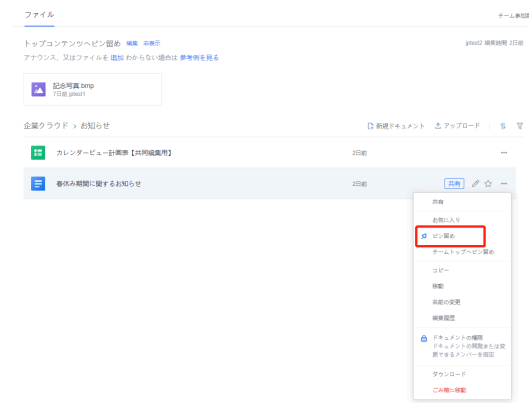 ファイル
チーム参加
トップコンテンツへピン留め 編集 非表示
jptest2 編集時間 2日前
アナウンス、又はファイルを 追加 わからない場合は 参考例を見る
記念写真.bmp
7日前 jptest1
企業クラウド > お知らせ
新規ドキュメント アップロード
カレンダービュー計画票【共同編集用】
2日前
春休み期間に関するお知らせ
2日前
共有
共有
お気に入り
ピン留め
チームトップへピン留め
コピー
移動
名前の変更
編集履歴
ドキュメントの権限
ドキュメントの閲覧または変
更できるメンバーを指定
ダウンロード
ごみ箱に移動